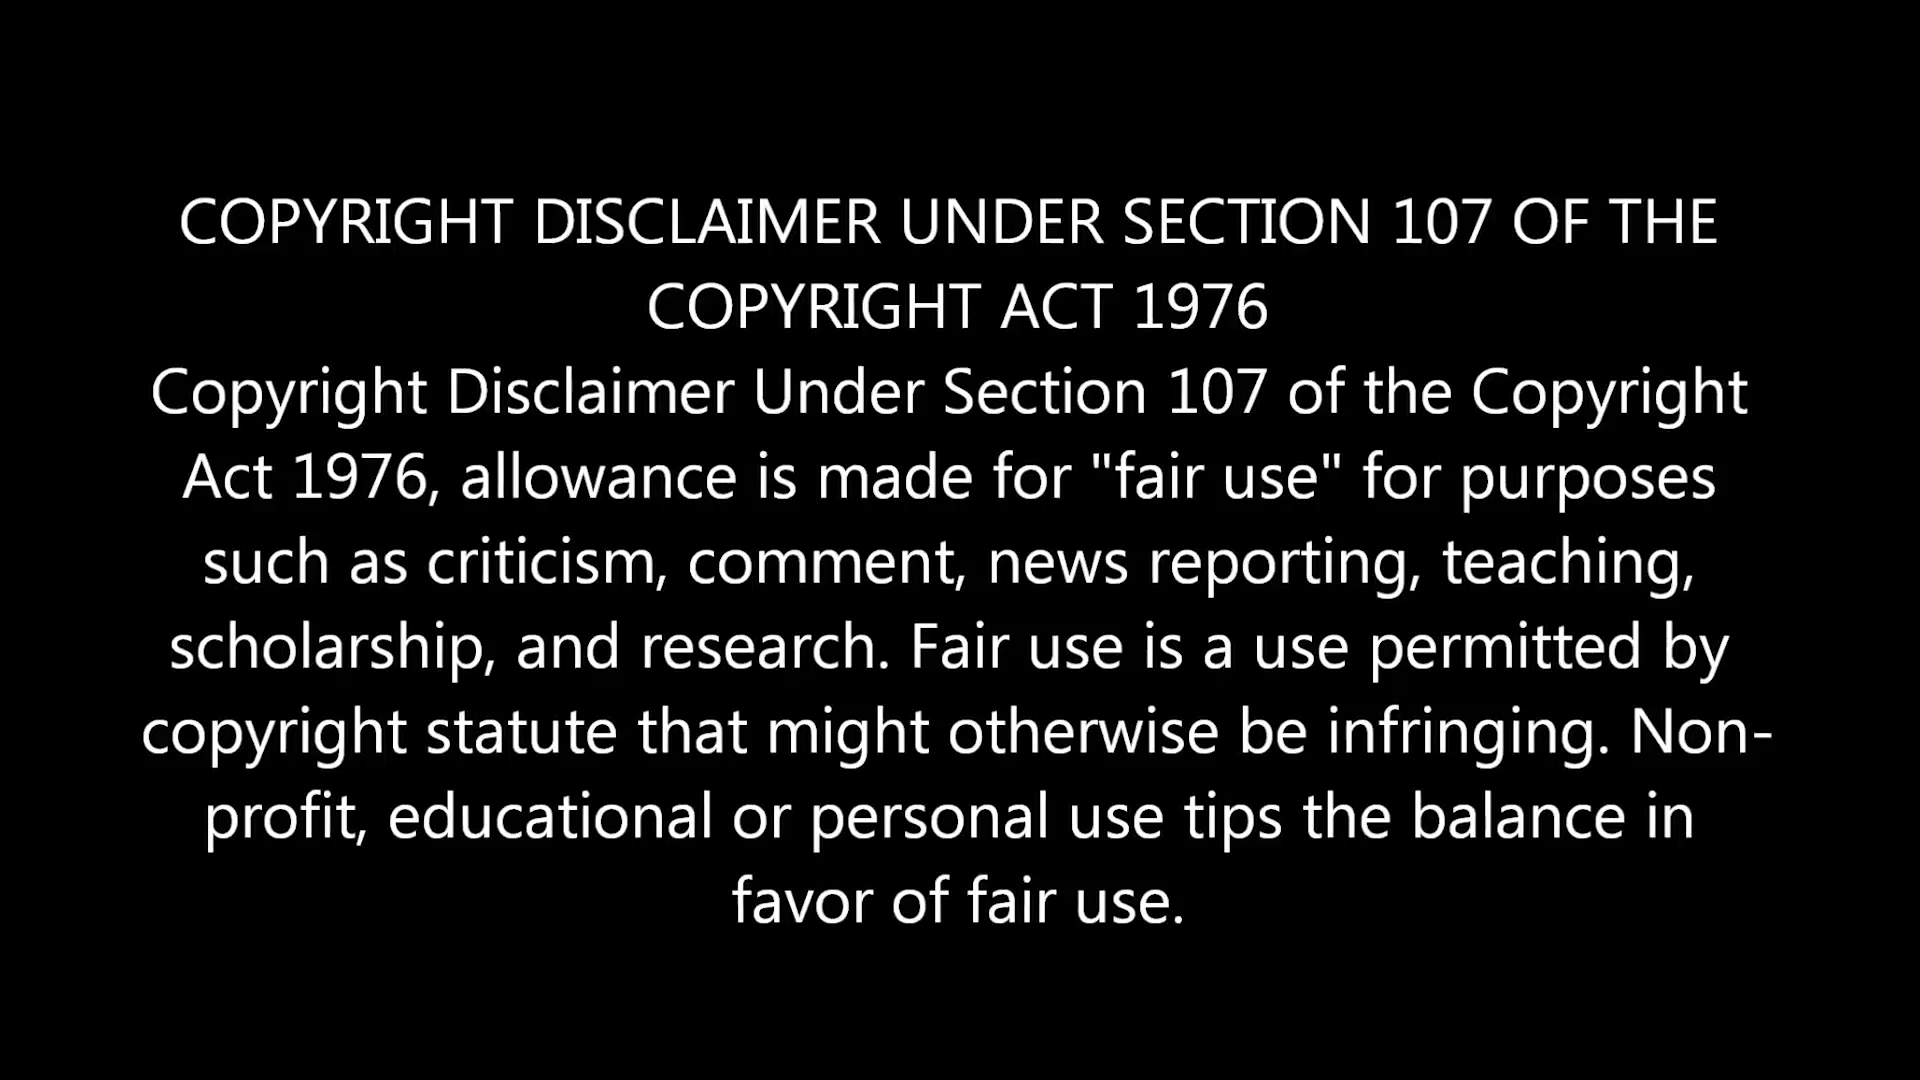 COPYRIGHT DISCLAIMER UNDER SECTION 107 OF THE
COPYRIGHT ACT 1976
Copyright Disclaimer Under Section 107 of the Copyright
Act 1976, allowance is made for "fair use" for purposes
such as criticism, comment, news reporting, teaching,
scholarship, and research. Fair use is a use permitted by
copyright statute that might otherwise be infringing. Non-
profit, educational or personal use tips the balance in
favor of fair use.